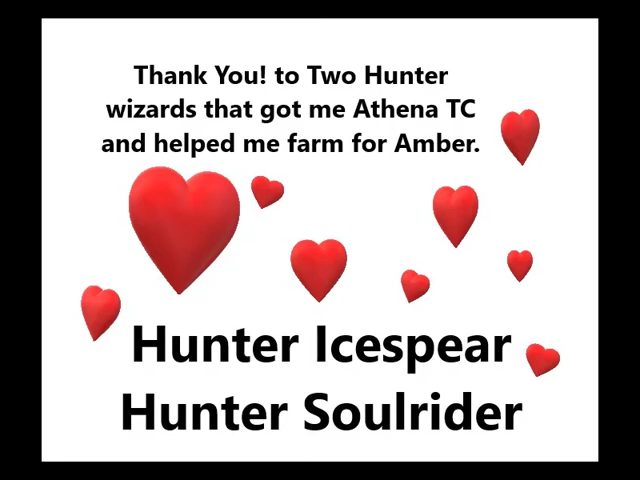 Thank You! to Two Hunter
wizards that got me Athena TC
and helped me farm for Amber.
Hunter Icespear
Hunter Soulrider